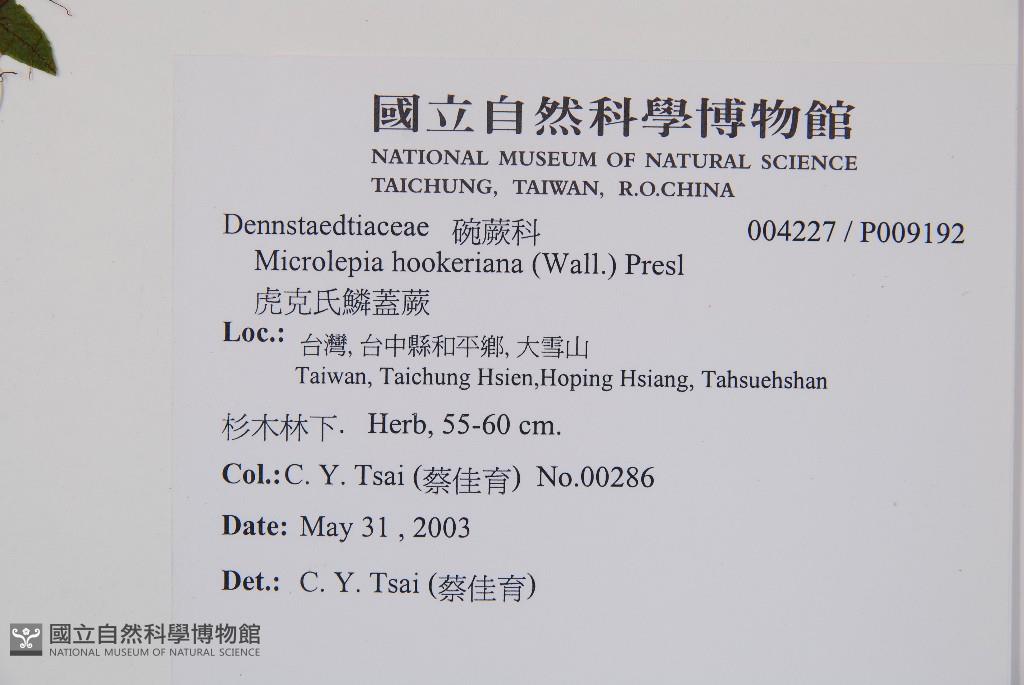 國立自然科學博物館
NATIONAL MUSEUM OF NATURAL SCIENCE
TAICHUNG, TAIWAN, R.O.CHINA
Dennstaedtiaceae 碗蕨科 004227 / P009192
Microlepia hookeriana (Wall.) Presl
虎克氏鱗蓋蕨
Loc.: 台灣, 台中縣和平鄉, 大雪山
Taiwan, Taichung Hsien,Hoping Hsiang, Tahsuehshan
杉木林下. Herb, 55-60 cm.
Col.: C. Y. Tsai (蔡佳育) No.00286
Date: May 31 , 2003
Det.: C. Y. Tsai (蔡佳育)
國立自然科學博物館
NATIONAL MUSEUM OF NATURAL SCIENCE